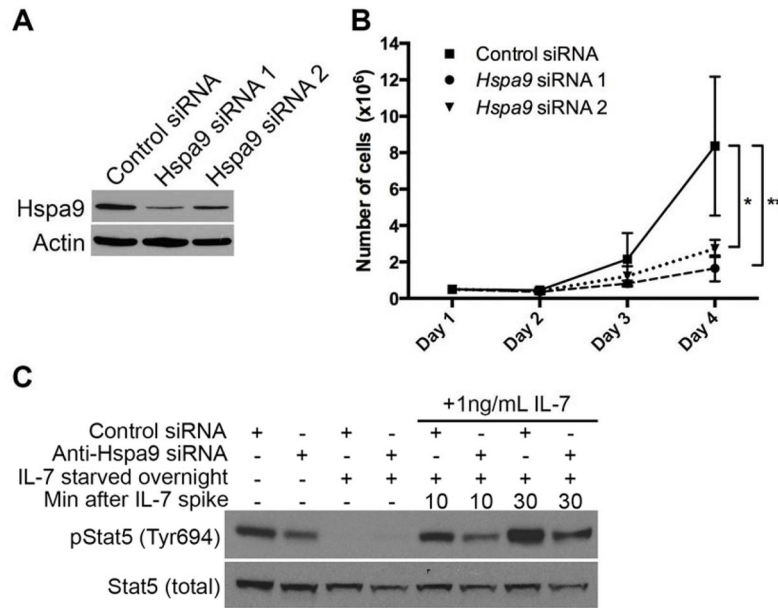 A
Control siRNA
Hspa9 siRNA 1
Hspa9 siRNA 2
Hspa9
Actin
B
Control siRNA
Hspa9 siRNA 1
Hspa9 siRNA 2
Number of cells (x10⁶)
14
12
10
8
6
4
2
0
Day 1
Day 2
Day 3
Day 4
*
**
C
+1ng/mL IL-7
Control siRNA + - + - + - + -
Anti-Hspa9 siRNA - + - + - + - +
IL-7 starved overnight - - + + + + + +
Min after IL-7 spike - - - - 10 10 30 30
pStat5 (Tyr694)
Stat5 (total)